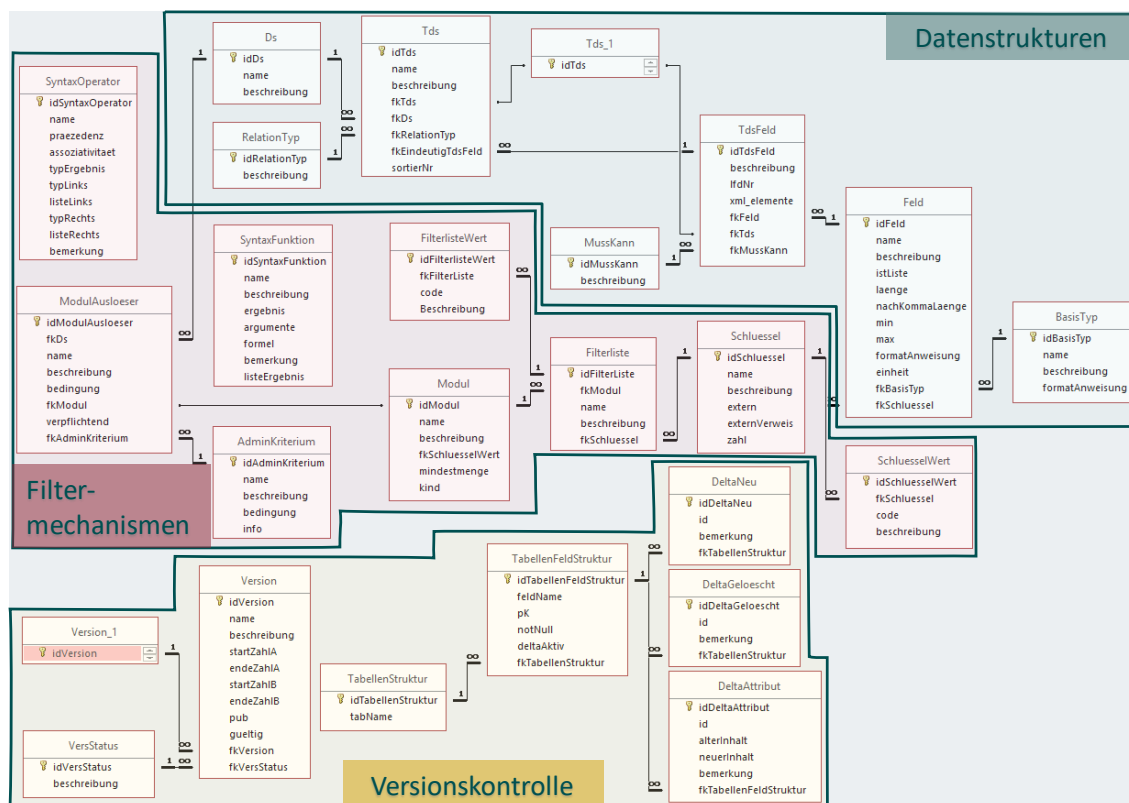 Datenstrukturen
Ds
idDs
name
beschreibung
Tds
idTds
name
beschreibung
fkTds
fkDs
fkRelationTyp
fkEindeutigTdsFeld
sortierNr
Tds_1
idTds
SyntaxOperator
idSyntaxOperator
name
praezedenz
assoziativitaet
typErgebnis
typLinks
listeLinks
typRechts
listeRechts
bemerkung
RelationTyp
idRelationTyp
beschreibung
TdsFeld
idTdsFeld
beschreibung
lfdNr
xml_elemente
fkFeld
fkTds
fkMussKann
Feld
idFeld
name
beschreibung
istListe
laenge
nachKommaLaenge
min
max
formatAnweisung
einheit
fkBasisTyp
fkSchluessel
MussKann
idMussKann
beschreibung
SyntaxFunktion
idSyntaxFunktion
name
beschreibung
ergebnis
argumente
formel
bemerkung
listeErgebnis
FilterlisteWert
idFilterlisteWert
fkFilterListe
code
Beschreibung
ModulAusloeser
idModulAusloeser
fkDs
name
beschreibung
bedingung
fkModul
verpflichtend
fkAdminKriterium
BasisTyp
idBasisTyp
name
beschreibung
formatAnweisung
Schluessel
idSchluessel
name
beschreibung
extern
externVerweis
zahl
Filterliste
idFilterListe
fkModul
name
beschreibung
fkSchluessel
Modul
idModul
name
beschreibung
fkSchluesselWert
mindestmenge
kind
AdminKriterium
idAdminKriterium
name
beschreibung
bedingung
info
SchluesselWert
idSchluesselWert
fkSchluessel
code
beschreibung
Filter-
mechanismen
DeltaNeu
idDeltaNeu
id
bemerkung
fkTabellenStruktur
TabellenFeldStruktur
idTabellenFeldStruktur
feldName
pK
notNull
deltaAktiv
fkTabellenStruktur
Version
idVersion
name
beschreibung
startZahlA
endeZahlA
startZahlB
endeZahlB
pub
gueltig
fkVersion
fkVersStatus
DeltaGeloescht
idDeltaGeloescht
id
bemerkung
fkTabellenStruktur
Version_1
idVersion
TabellenStruktur
idTabellenStruktur
tabName
DeltaAttribut
idDeltaAttribut
id
alterInhalt
neuerInhalt
bemerkung
fkTabellenFeldStruktur
VersStatus
idVersStatus
beschreibung
Versionskontrolle